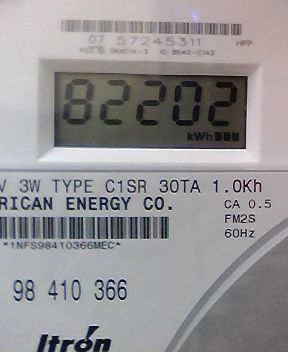 07 57245311 HPP
82202
kWh
V 3W TYPE C1SR 30TA 1.0Kh
RICAN ENERGY CO.
CA 0.5
FM2S
60Hz
*1NFS98410366MEC*
98 410 366
Itron